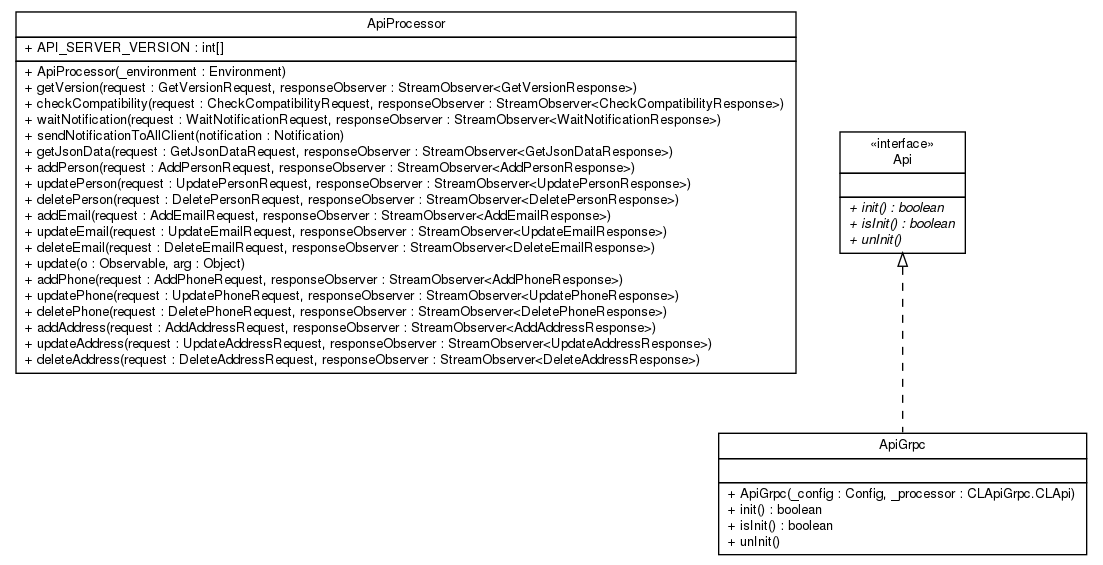 ApiProcessor
+ API_SERVER_VERSION : int[]
+ ApiProcessor(_environment : Environment)
+ getVersion(request : GetVersionRequest, responseObserver : StreamObserver<GetVersionResponse>)
+ checkCompatibility(request : CheckCompatibilityRequest, responseObserver : StreamObserver<CheckCompatibilityResponse>)
+ waitNotification(request : WaitNotificationRequest, responseObserver : StreamObserver<WaitNotificationResponse>)
+ sendNotificationToAllClient(notification : Notification)
+ getJsonData(request : GetJsonDataRequest, responseObserver : StreamObserver<GetJsonDataResponse>)
+ addPerson(request : AddPersonRequest, responseObserver : StreamObserver<AddPersonResponse>)
+ updatePerson(request : UpdatePersonRequest, responseObserver : StreamObserver<UpdatePersonResponse>)
+ deletePerson(request : DeletePersonRequest, responseObserver : StreamObserver<DeletePersonResponse>)
+ addEmail(request : AddEmailRequest, responseObserver : StreamObserver<AddEmailResponse>)
+ updateEmail(request : UpdateEmailRequest, responseObserver : StreamObserver<UpdateEmailResponse>)
+ deleteEmail(request : DeleteEmailRequest, responseObserver : StreamObserver<DeleteEmailResponse>)
+ update(o : Observable, arg : Object)
+ addPhone(request : AddPhoneRequest, responseObserver : StreamObserver<AddPhoneResponse>)
+ updatePhone(request : UpdatePhoneRequest, responseObserver : StreamObserver<UpdatePhoneResponse>)
+ deletePhone(request : DeletePhoneRequest, responseObserver : StreamObserver<DeletePhoneResponse>)
+ addAddress(request : AddAddressRequest, responseObserver : StreamObserver<AddAddressResponse>)
+ updateAddress(request : UpdateAddressRequest, responseObserver : StreamObserver<UpdateAddressResponse>)
+ deleteAddress(request : DeleteAddressRequest, responseObserver : StreamObserver<DeleteAddressResponse>)
«interface»
Api
+ init() : boolean
+ isInit() : boolean
+ unInit()
ApiGrpc
+ ApiGrpc(_config : Config, _processor : CLApiGrpc.CLApi)
+ init() : boolean
+ isInit() : boolean
+ unInit()